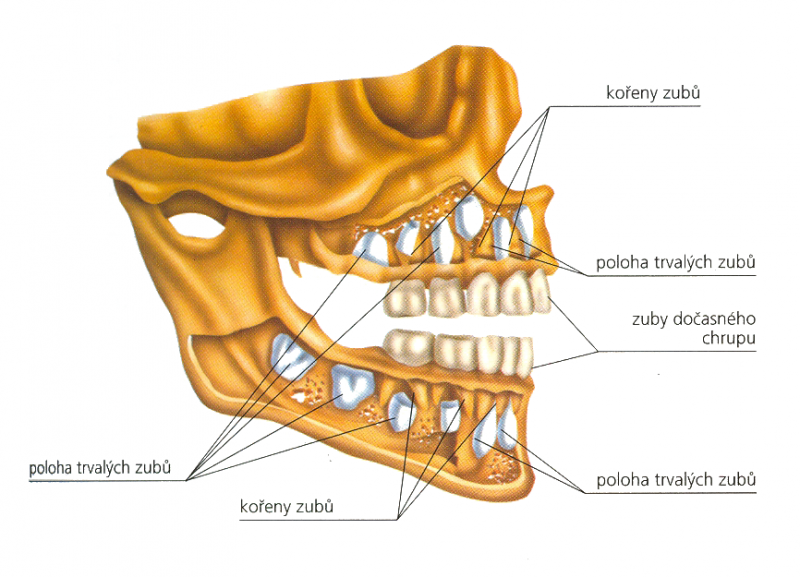 kořeny zubů
poloha trvalých zubů
zuby dočasného
chrupu
poloha trvalých zubů
poloha trvalých zubů
kořeny zubů